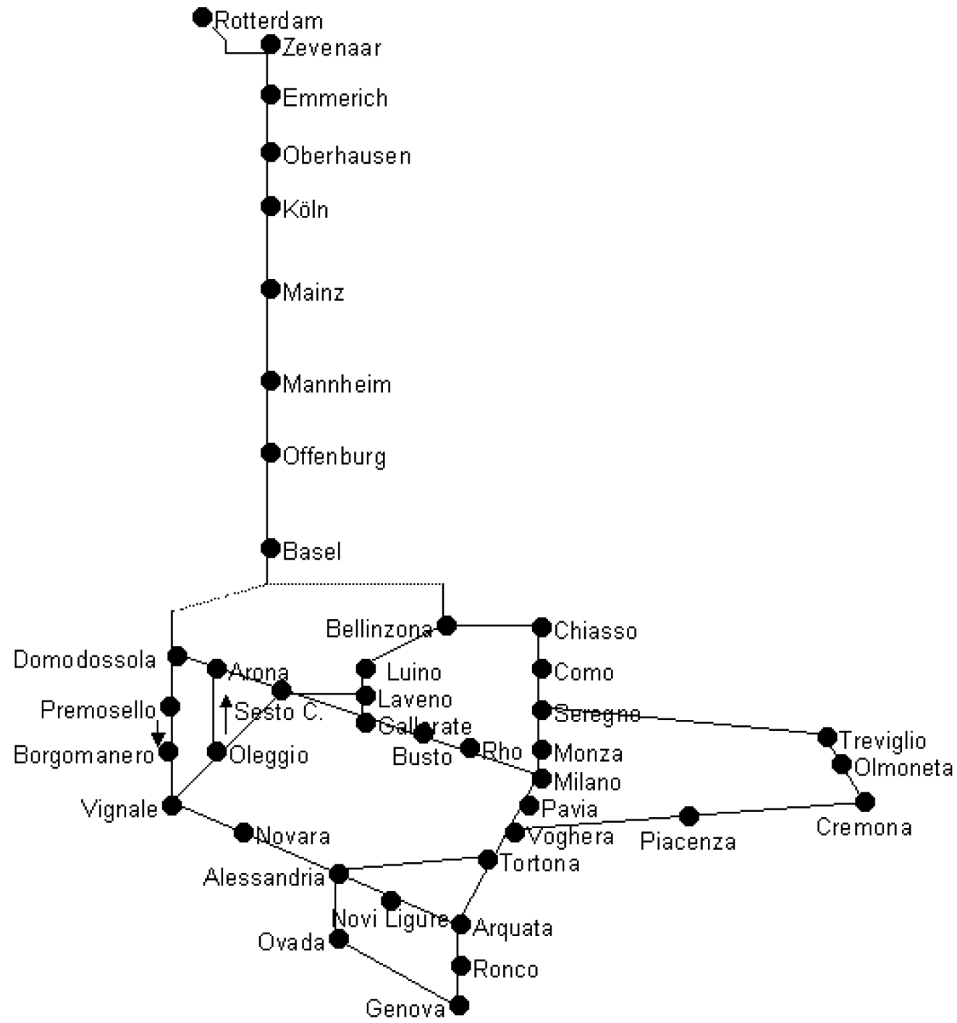 Rotterdam
Zevenaar
Emmerich
Oberhausen
Köln
Mainz
Mannheim
Offenburg
Basel
Bellinzona
Chiasso
Domodossola
Arona
Luino
Como
Laveno
Premosello
Sesto C.
Gallarate
Seregno
Treviglio
Borgomanero
Oleggio
Busto
Rho
Monza
Olmoneta
Milano
Vignale
Pavia
Cremona
Novara
Voghera
Piacenza
Tortona
Alessandria
Novi Ligure
Arquata
Ovada
Ronco
Genova